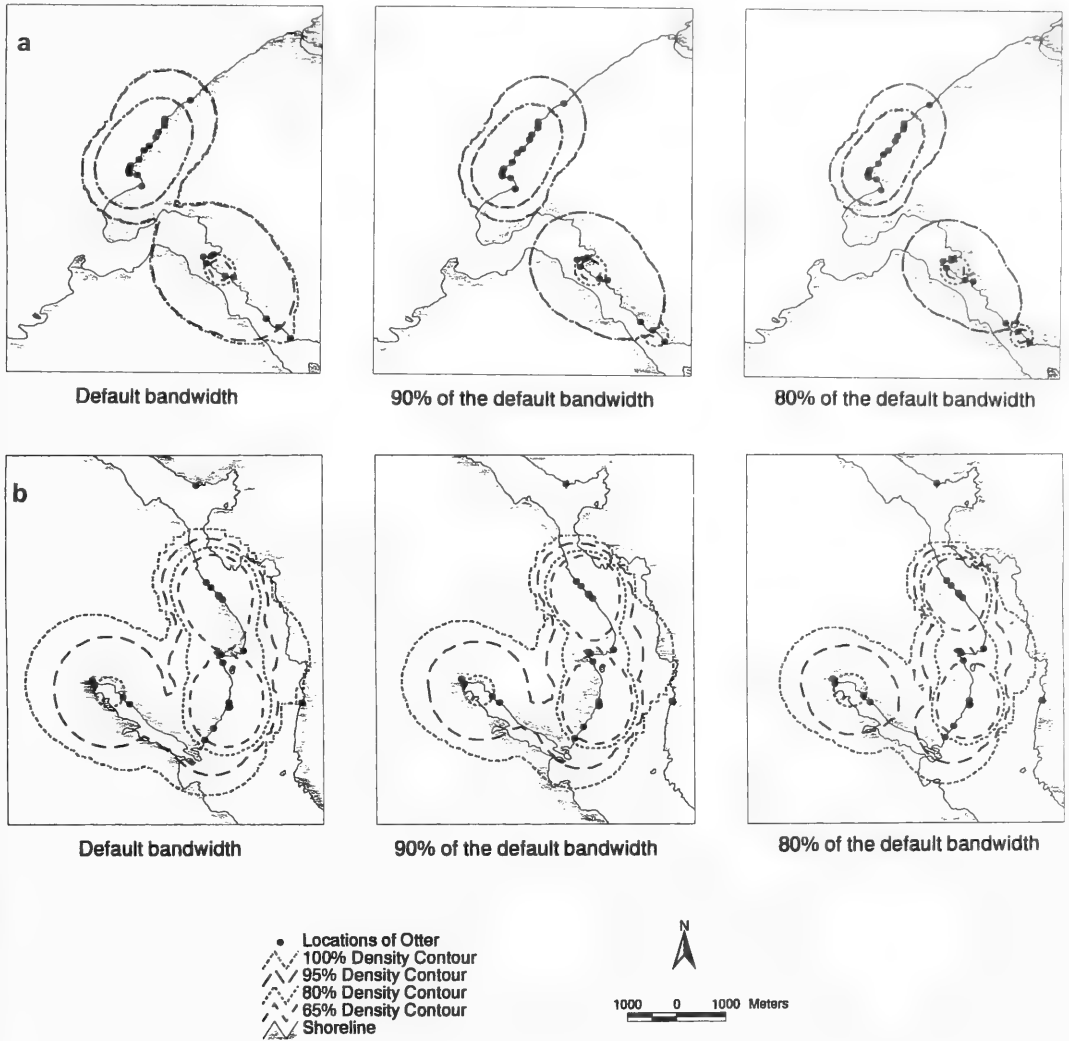 a
Default bandwidth
90% of the default bandwidth
80% of the default bandwidth
b
Default bandwidth
90% of the default bandwidth
80% of the default bandwidth
Locations of Otter
100% Density Contour
95% Density Contour
80% Density Contour
65% Density Contour
Shoreline
N
1000 0 1000 Meters